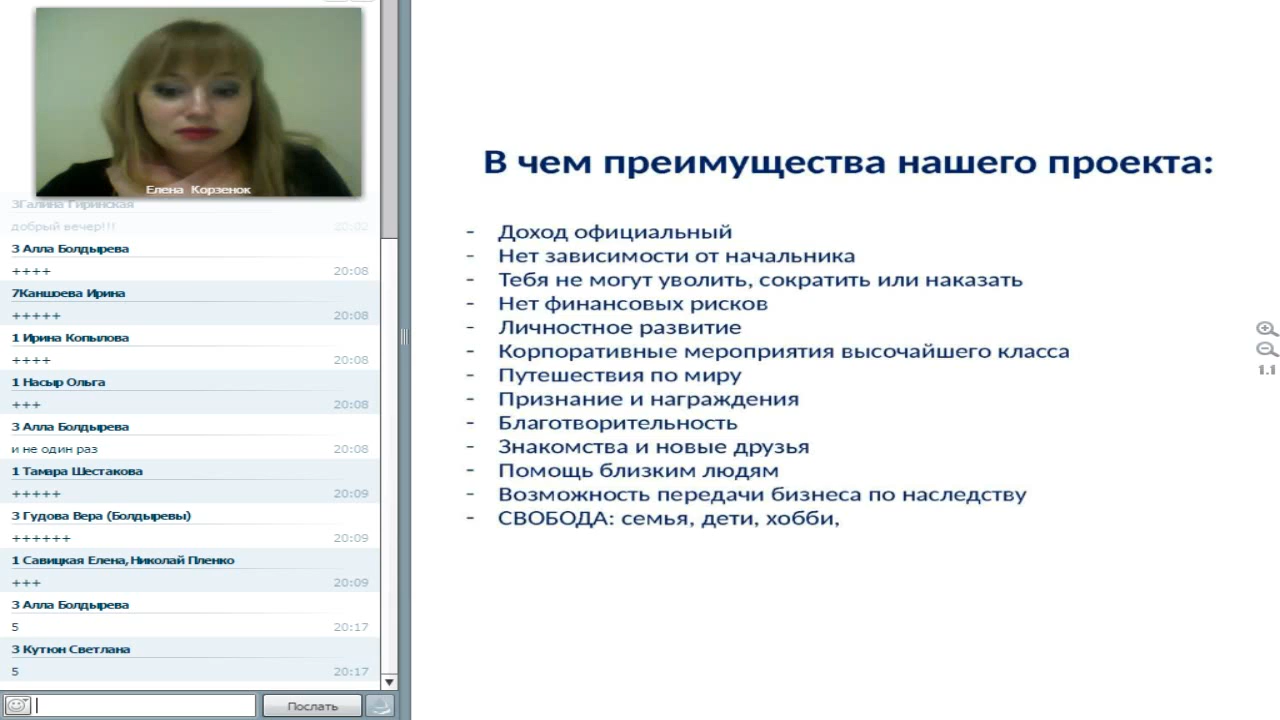 Елена Корзенок
3Галина Гиринская
добрый вечер!!! 20:02
3 Алла Болдырева
++++ 20:08
7Каншоева Ирина
+++++ 20:08
1 Ирина Копылова
++++ 20:08
1 Насыр Ольга
+++ 20:08
3 Алла Болдырева
и не один раз 20:08
1 Тамара Шестакова
+++++ 20:09
3 Гудова Вера (Болдыревы)
++++++ 20:09
1 Савицкая Елена,Николай Пленко
+++ 20:09
3 Алла Болдырева
5 20:17
3 Кутюн Светлана
5 20:17
Послать
В чем преимущества нашего проекта:
- Доход официальный
- Нет зависимости от начальника
- Тебя не могут уволить, сократить или наказать
- Нет финансовых рисков
- Личностное развитие
- Корпоративные мероприятия высочайшего класса
- Путешествия по миру
- Признание и награждения
- Благотворительность
- Знакомства и новые друзья
- Помощь близким людям
- Возможность передачи бизнеса по наследству
- СВОБОДА: семья, дети, хобби,
1.1